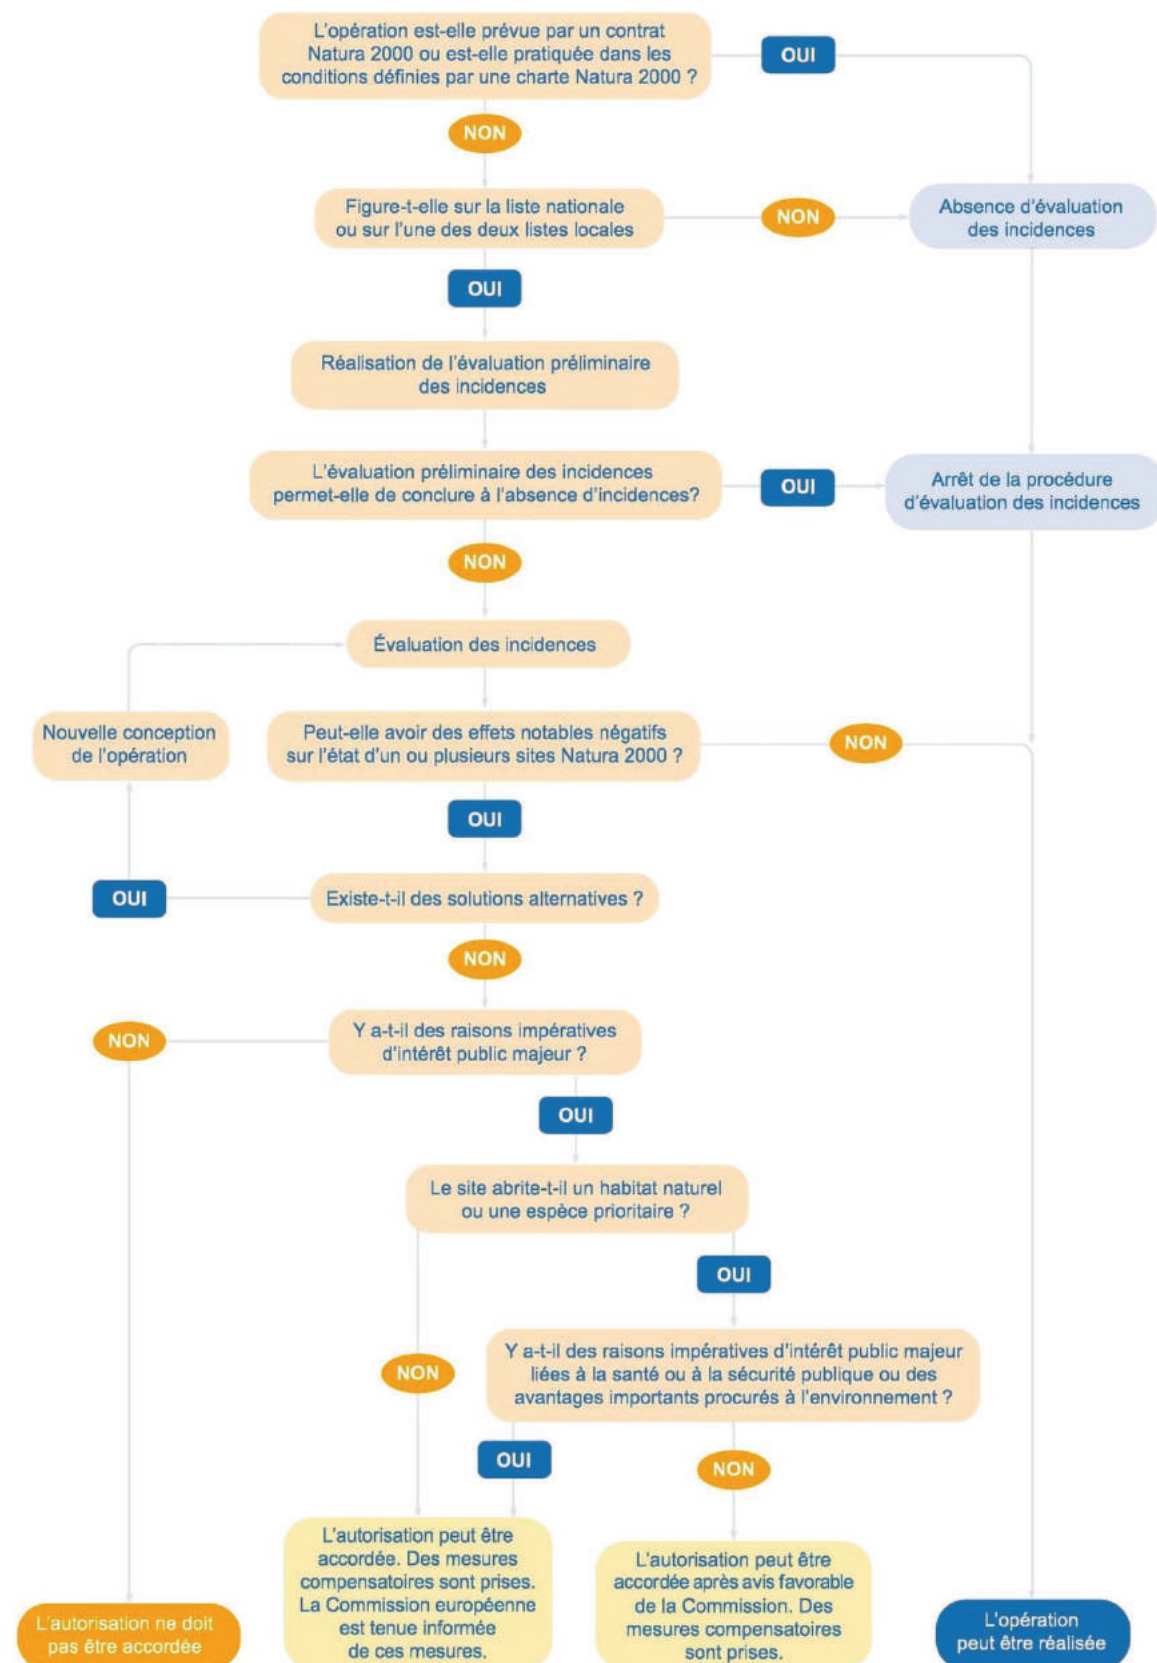 L'opération est-elle prévue par un contrat
Natura 2000 ou est-elle pratiquée dans les
conditions définies par une charte Natura 2000 ?
OUI
NON
Figure-t-elle sur la liste nationale
ou sur l'une des deux listes locales
NON
Absence d'évaluation
des incidences
OUI
Réalisation de l'évaluation préliminaire
des incidences
L'évaluation préliminaire des incidences
permet-elle de conclure à l'absence d'incidences?
OUI
Arrêt de la procédure
d'évaluation des incidences
NON
Évaluation des incidences
Nouvelle conception
de l'opération
Peut-elle avoir des effets notables négatifs
sur l'état d'un ou plusieurs sites Natura 2000 ?
NON
OUI
OUI
Existe-t-il des solutions alternatives ?
NON
NON
Y a-t-il des raisons impératives
d'intérêt public majeur ?
OUI
Le site abrite-t-il un habitat naturel
ou une espèce prioritaire ?
OUI
NON
Y a-t-il des raisons impératives d'intérêt public majeur
liées à la santé ou à la sécurité publique ou des
avantages importants procurés à l'environnement ?
OUI
NON
L'autorisation ne doit
pas être accordée
L'autorisation peut être
accordée. Des mesures
compensatoires sont prises.
La Commission européenne
est tenue informée
de ces mesures.
L'autorisation peut être
accordée après avis favorable
de la Commission. Des
mesures compensatoires
sont prises.
L'opération
peut être réalisée